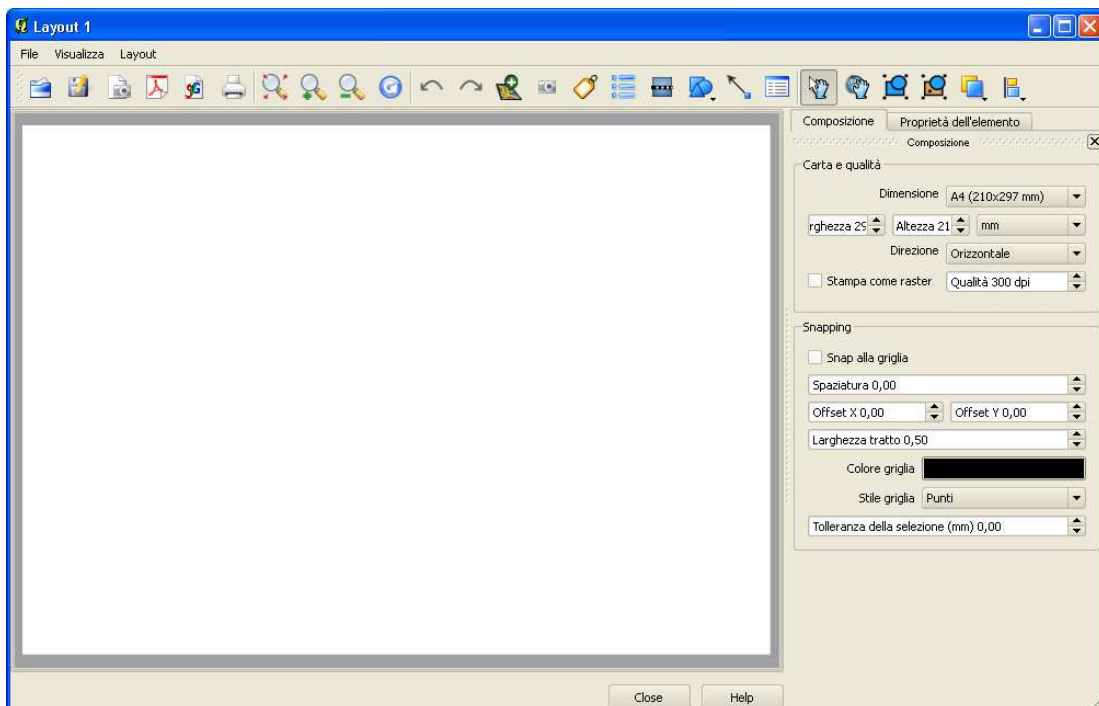 Layout 1
File Visualizza Layout
Composizione Proprietà dell'elemento
Composizione
Carta e qualità
Dimensione A4 (210x297 mm)
rghezza 29 Altezza 21 mm
Direzione Orizzontale
Stampa come raster Qualità 300 dpi
Snapping
Snap alla griglia
Spaziatura 0,00
Offset X 0,00 Offset Y 0,00
Larghezza tratto 0,50
Colore griglia
Stile griglia Punti
Tolleranza della selezione (mm) 0,00
Close Help